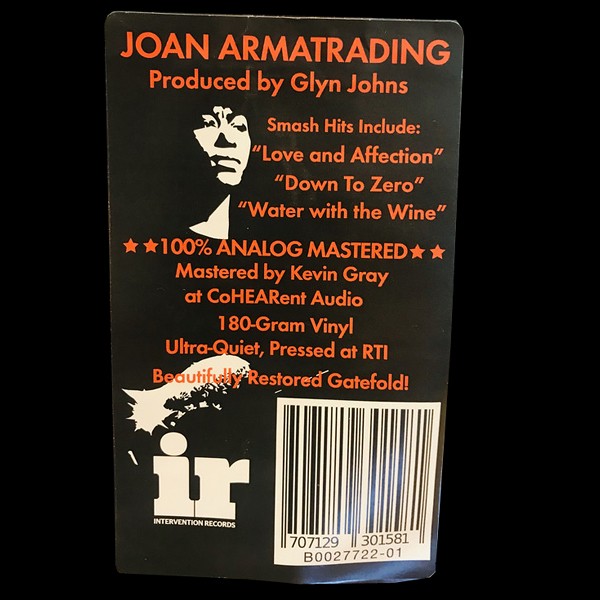 JOAN ARMATRADING
Produced by Glyn Johns
Smash Hits Include:
“Love and Affection”
“Down To Zero”
“Water with the Wine”
★ ★100% ANALOG MASTERED★ ★
Mastered by Kevin Gray
at CoHEARent Audio
180-Gram Vinyl
Ultra-Quiet, Pressed at RTI
Beautifully Restored Gatefold!
ir
INTERVENTION RECORDS
707129 301581
B0027722-01